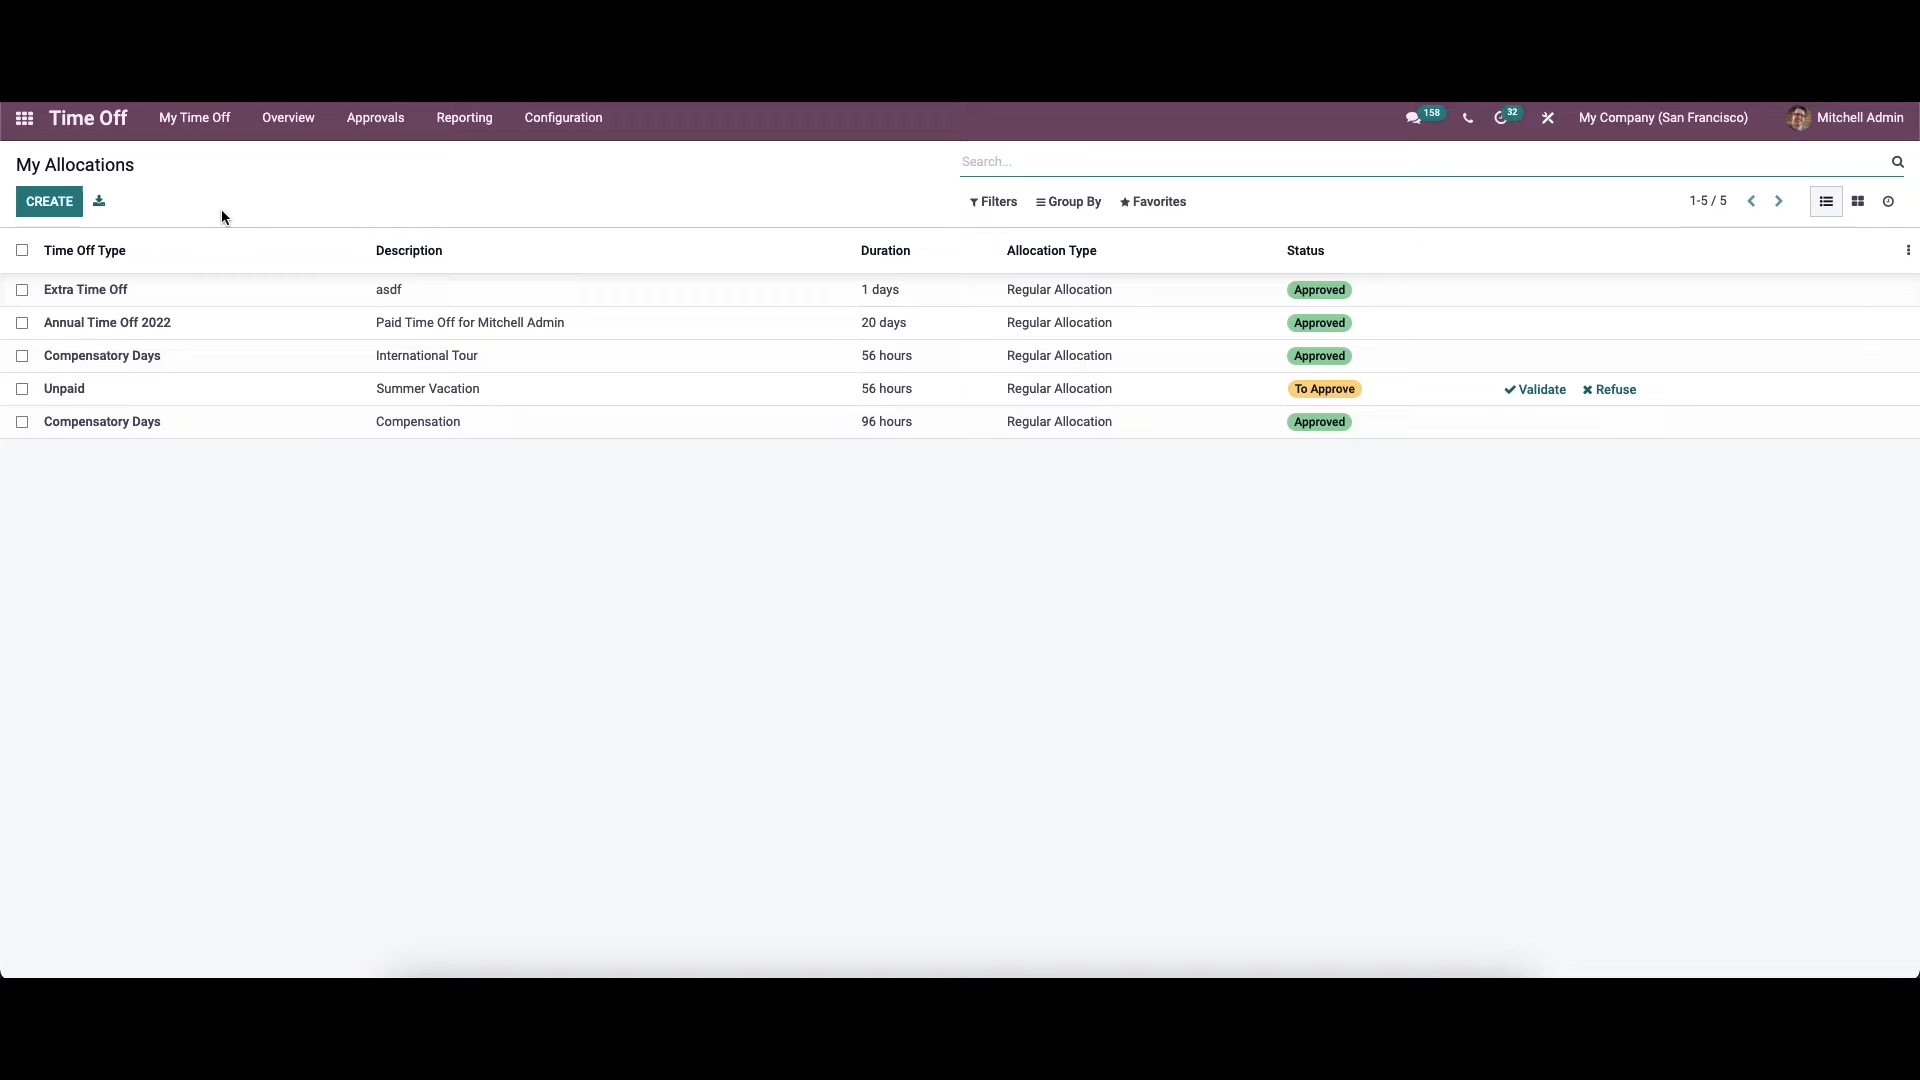 Time Off My Time Off Overview Approvals Reporting Configuration 158 32 My Company (San Francisco) Mitchell Admin
My Allocations Search...
CREATE Filters Group By Favorites 1-5 / 5
Time Off Type Description Duration Allocation Type Status
Extra Time Off asdf 1 days Regular Allocation Approved
Annual Time Off 2022 Paid Time Off for Mitchell Admin 20 days Regular Allocation Approved
Compensatory Days International Tour 56 hours Regular Allocation Approved
Unpaid Summer Vacation 56 hours Regular Allocation To Approve Validate Refuse
Compensatory Days Compensation 96 hours Regular Allocation Approved